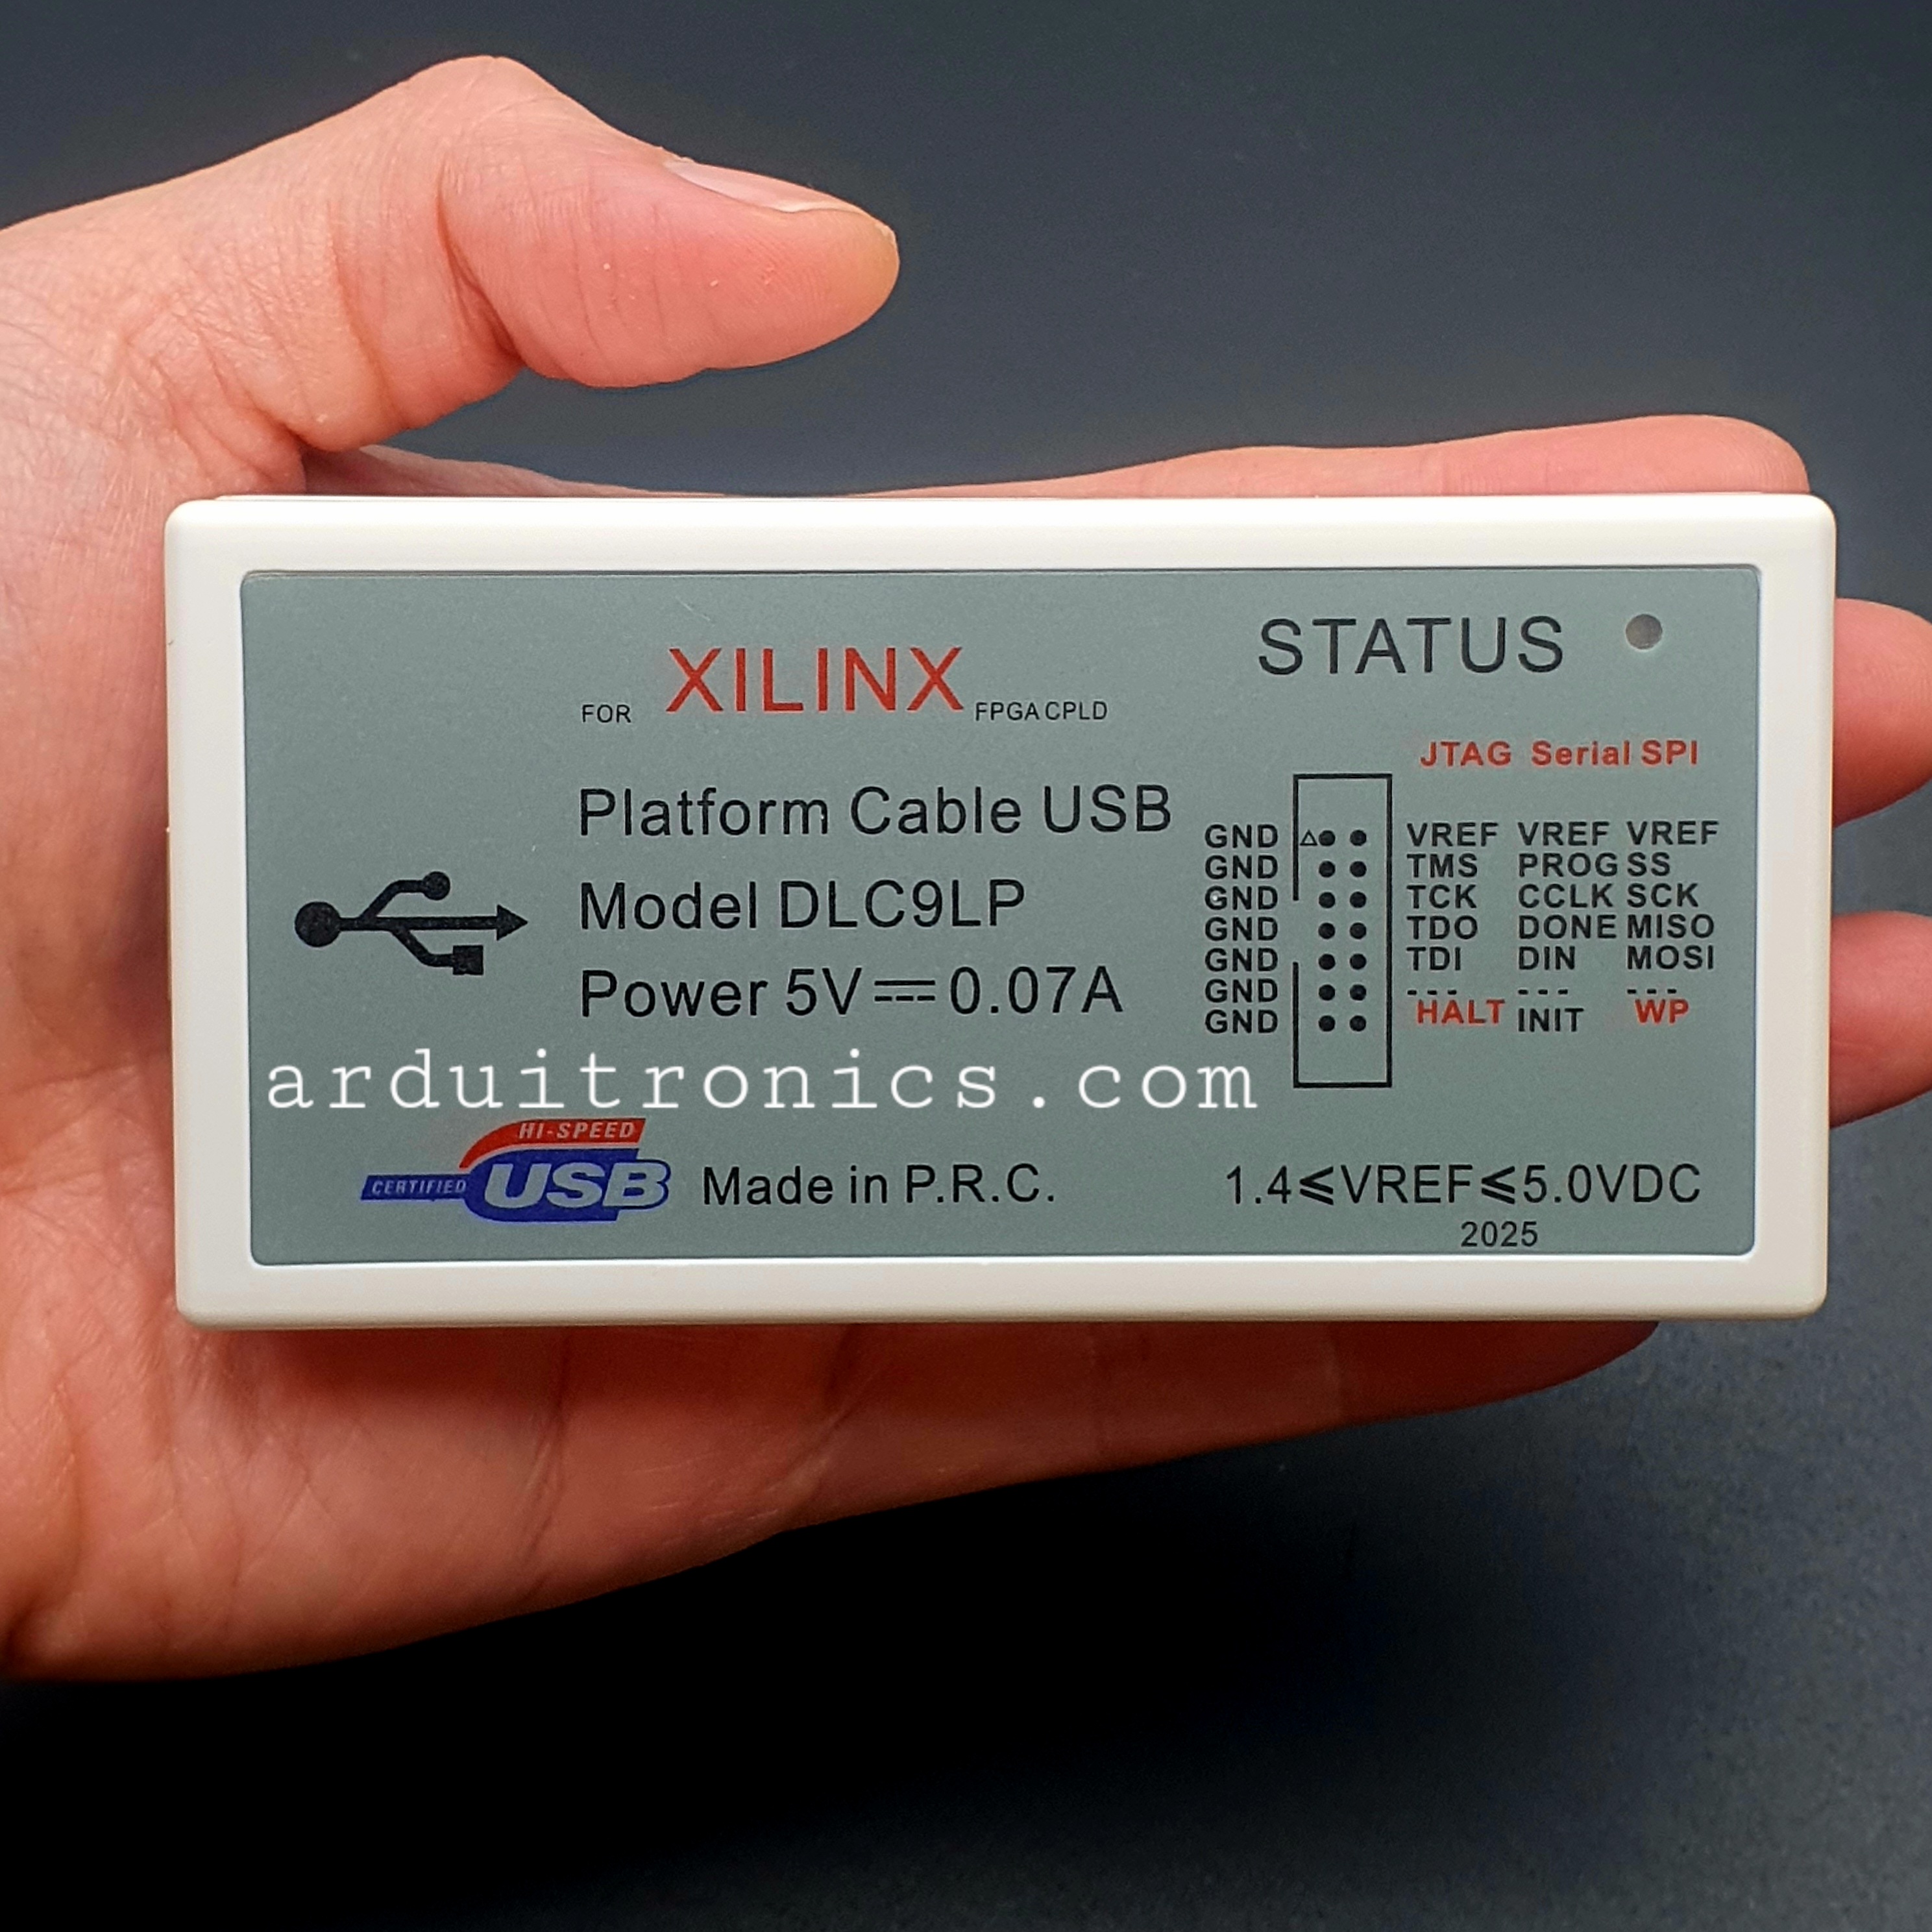 STATUS
FOR XILINX FPGA CPLD
JTAG Serial SPI
Platform Cable USB
Model DLC9LP
Power 5V⎓0.07A
GND VREF VREF VREF
GND TMS PROG SS
GND TCK CCLK SCK
GND TDO DONE MISO
GND TDI DIN MOSI
GND --- --- ---
GND HALT INIT WP
arduitronics.com
HI-SPEED
CERTIFIED USB
Made in P.R.C.
1.4⩽VREF⩽5.0VDC
2025